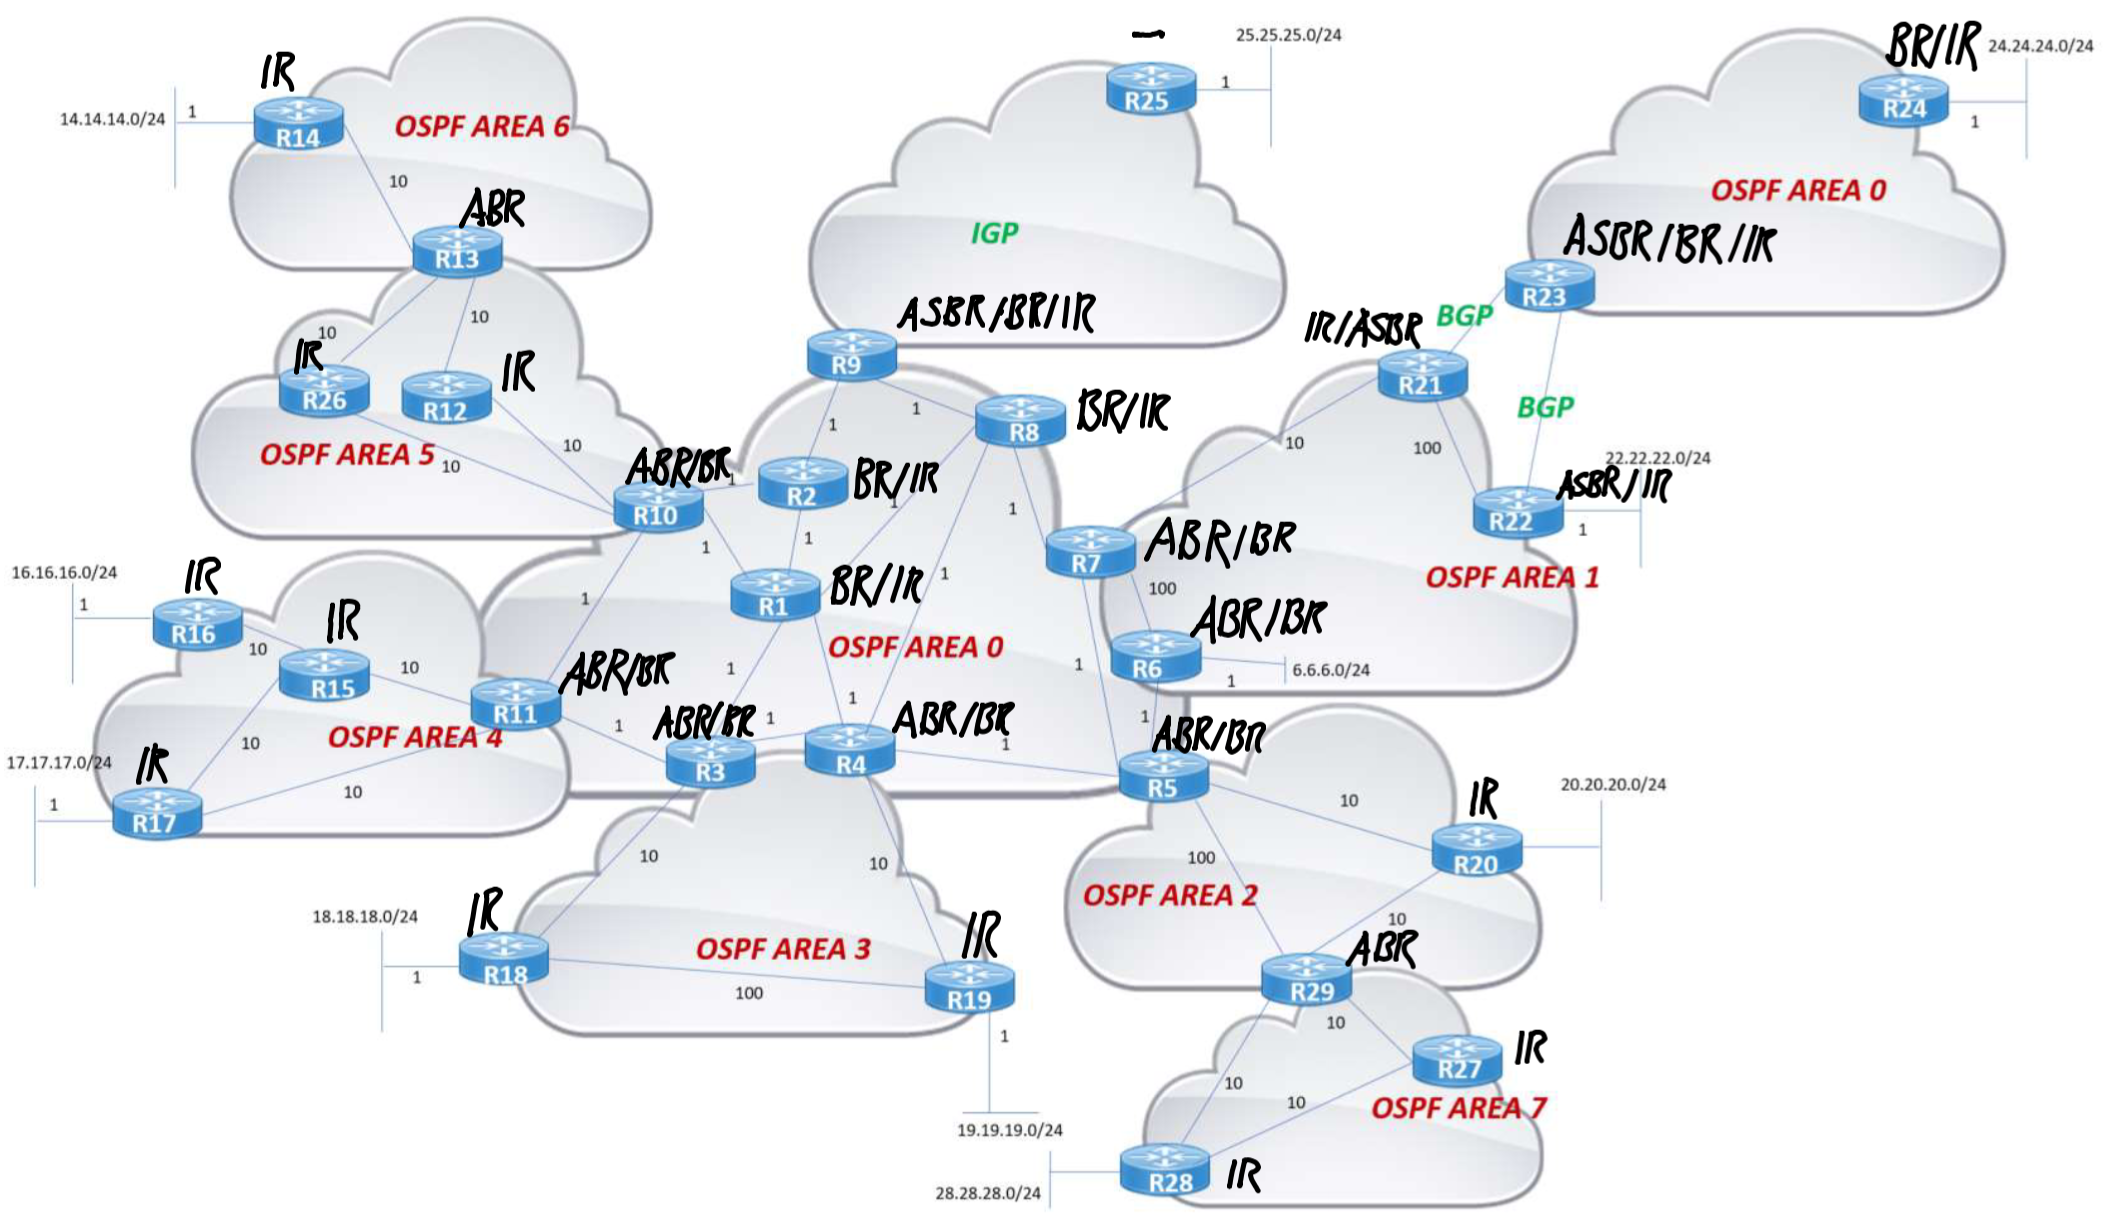 IR
14.14.14.0/24
1
R14
OSPF AREA 6
10
ABR
R13
10
10
IR
R26
R12
IR
OSPF AREA 5
10
10
ABR/BR
R10
–
25.25.25.0/24
R25
1
IGP
ASBR/BR/IR
R9
BR/IR
24.24.24.0/24
R24
1
OSPF AREA 0
ASBR/BR/IR
R23
IR/ASBR
BGP
R21
BGP
10
100
22.22.22.0/24
ASBR/IR
R22
1
OSPF AREA 1
1
1
R8
BR/IR
1
R2
BR/IR
1
1
1
1
R7
ABR/BR
100
1
R1
BR/IR
1
ABR/BR
R6
6.6.6.0/24
1
OSPF AREA 0
1
1
1
1
16.16.16.0/24
IR
1
R16
IR
10
R15
10
ABR/BR
R11
OSPF AREA 4
10
17.17.17.0/24
IR
1
R17
10
1
ABR/BR
R3
1
R4
ABR/BR
1
ABR/BR
R5
10
IR
20.20.20.0/24
R20
100
OSPF AREA 2
10
ABR
R29
10
10
18.18.18.0/24
IR
1
R18
OSPF AREA 3
100
IR
R19
1
19.19.19.0/24
10
R27
IR
10
10
OSPF AREA 7
28.28.28.0/24
R28
IR